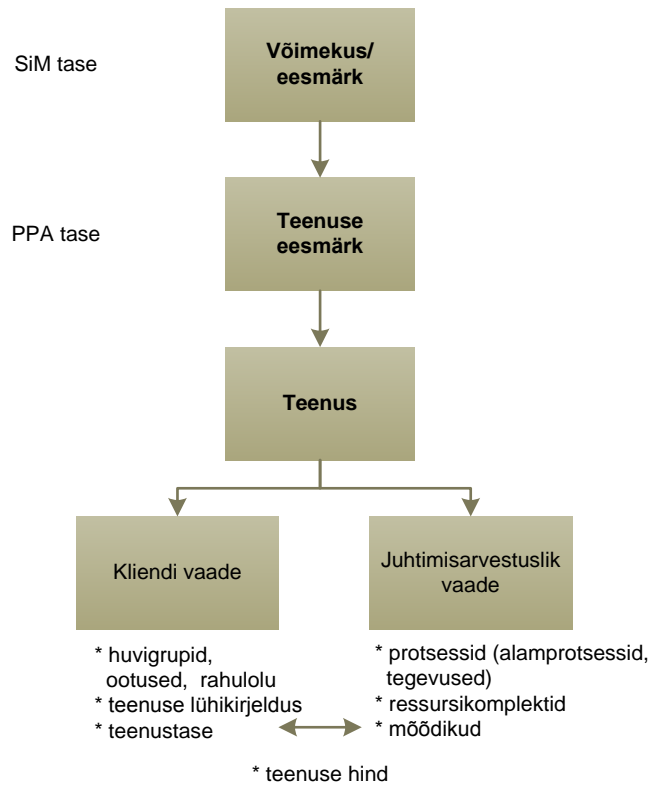 SiM tase
Võimekus/
eesmärk
PPA tase
Teenuse
eesmärk
Teenus
Kliendi vaade
Juhtimisarvestuslik
vaade
* huvigrupid,
ootused, rahulolu
* teenuse lühikirjeldus
* teenustase
* protsessid (alamprotsessid,
tegevused)
* ressursikomplektid
* mõõdikud
* teenuse hind